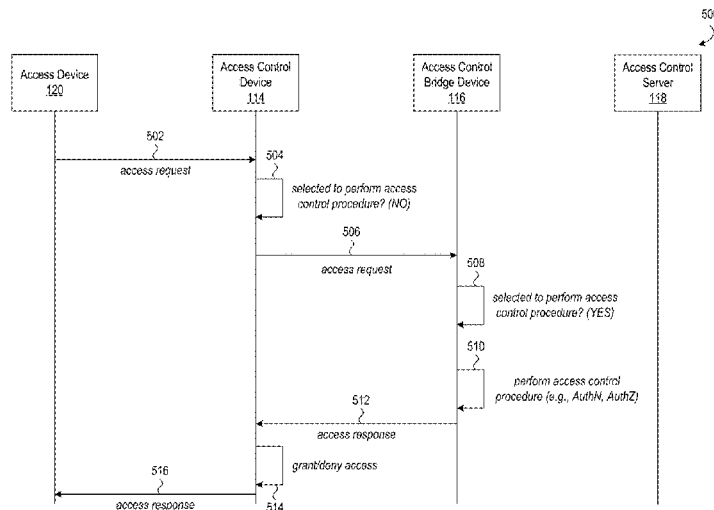 50
Access Device
120
Access Control
Device
114
Access Control
Bridge Device
116
Access Control
Server
118
502
access request
504
selected to perform access
control procedure? (NO)
506
access request
508
selected to perform access
control procedure? (YES)
510
perform access control
procedure (e.g., AuthN, AuthZ)
512
access response
grant/deny access
514
516
access response